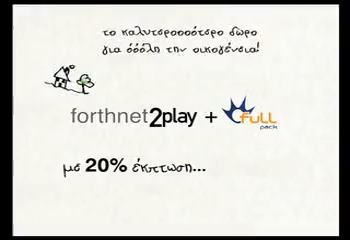 το καλυτεροοοότερο δώρο
για όόόλη την οικογένεια!
forthnet2play + full
pack
με 20% έκπτωση...